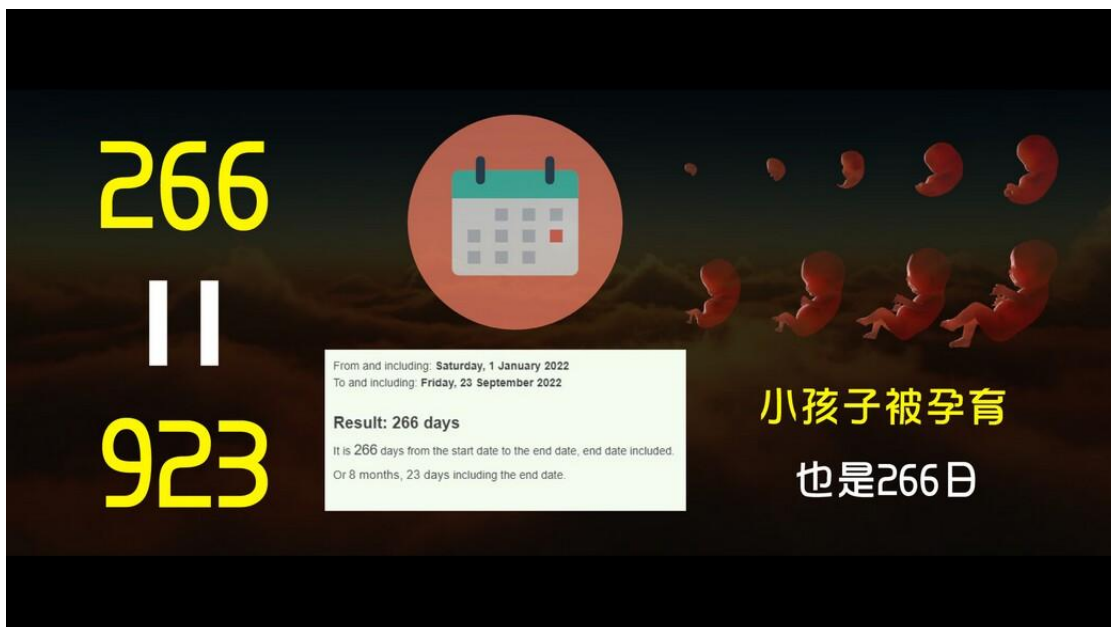 266
=
923
From and including: Saturday, 1 January 2022
To and including: Friday, 23 September 2022
Result: 266 days
It is 266 days from the start date to the end date, end date included.
Or 8 months, 23 days including the end date.
小孩子被孕育
也是266日